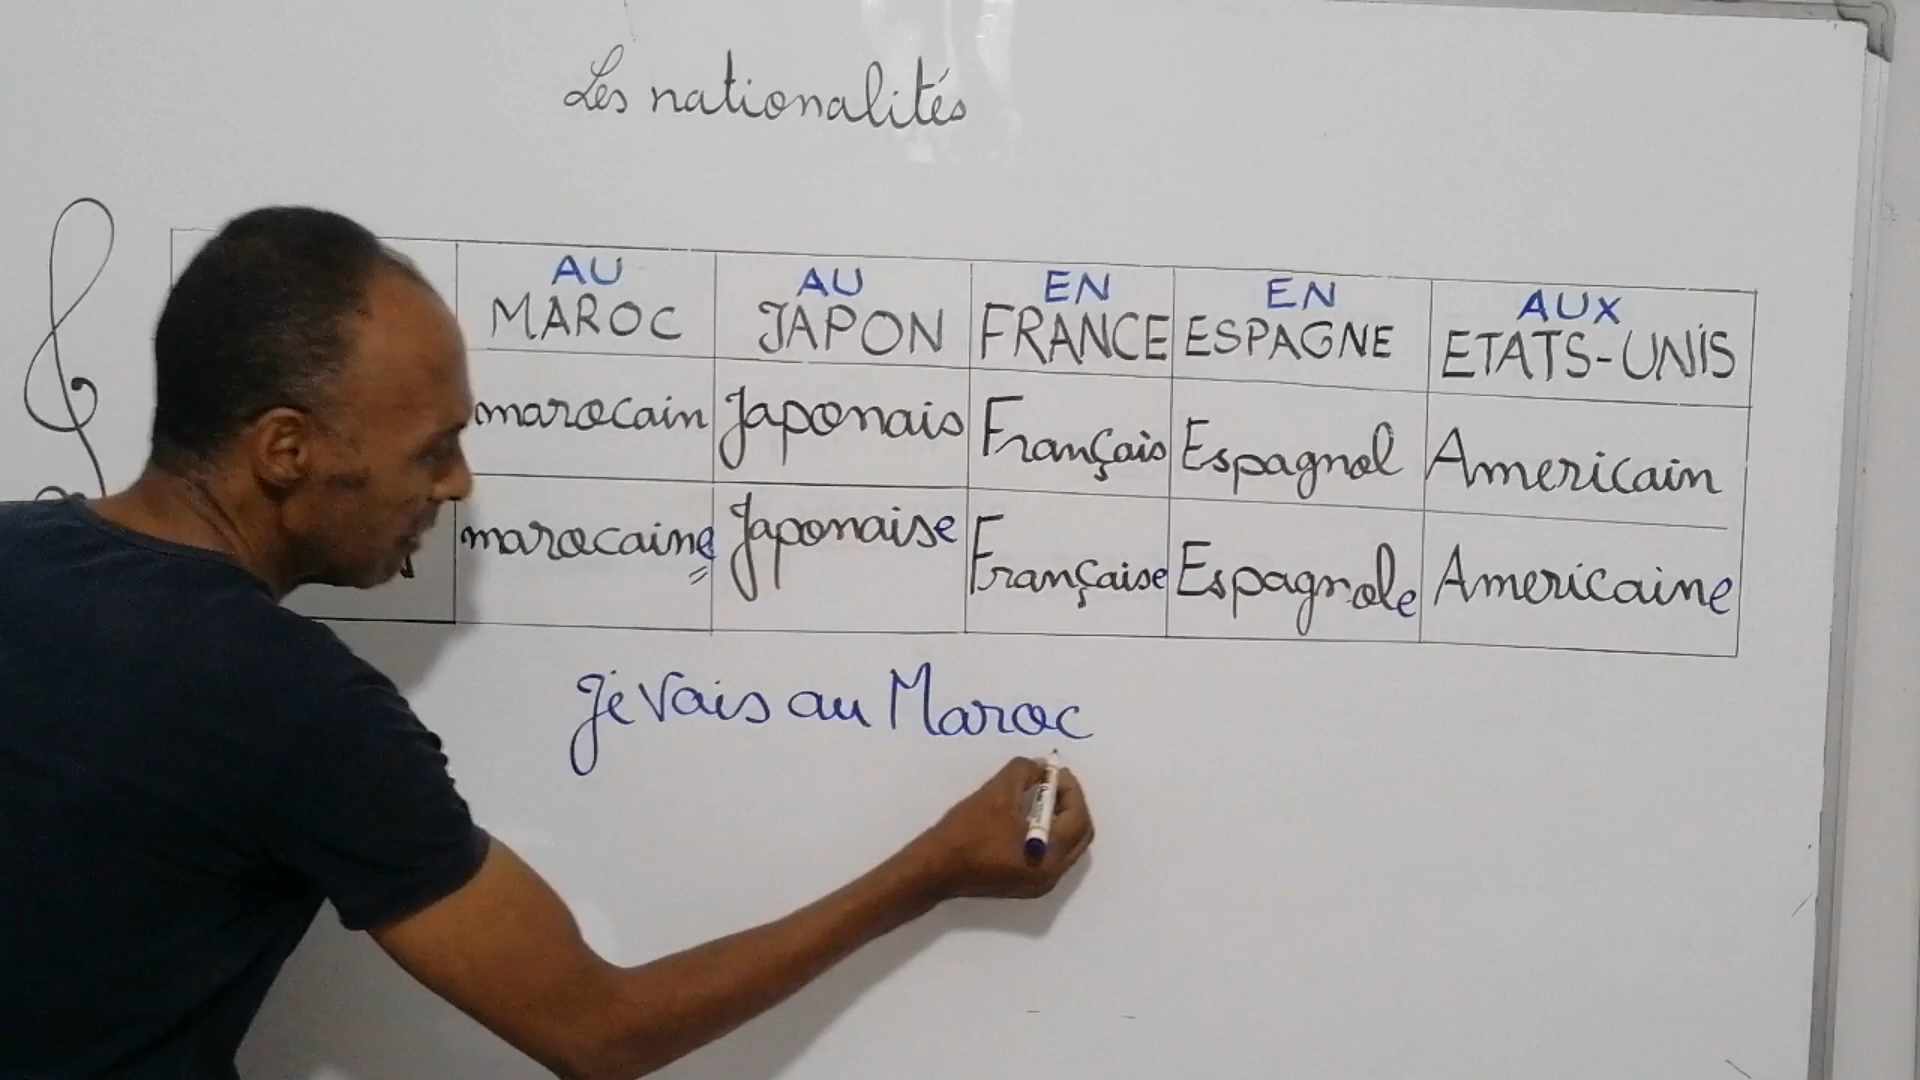 Les nationalités
AU AU EN EN AUX
MAROC JAPON FRANCE ESPAGNE ETATS-UNIS
marocain Japonais Français Espagnol Americain
marocaine Japonaise Française Espagnole Americaine
Je Vais au Maroc